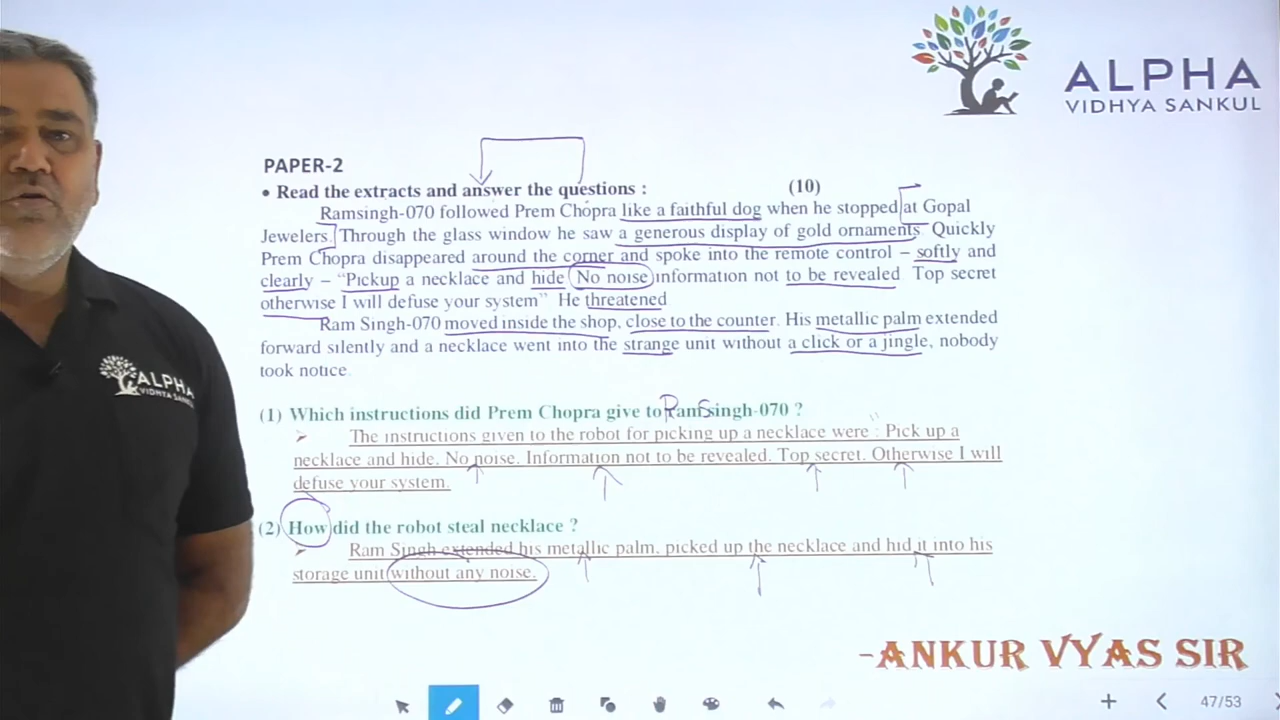 ALPHA
VIDHYA SANKUL
PAPER-2
• Read the extracts and answer the questions : (10)
Ramsingh-070 followed Prem Chopra like a faithful dog when he stopped at Gopal
Jewelers. Through the glass window he saw a generous display of gold ornaments Quickly
Prem Chopra disappeared around the corner and spoke into the remote control – softly and
clearly – “Pickup a necklace and hide No noise information not to be revealed Top secret
otherwise I will defuse your system” He threatened
Ram Singh-070 moved inside the shop, close to the counter. His metallic palm extended
forward silently and a necklace went into the strange unit without a click or a jingle, nobody
took notice
(1) Which instructions did Prem Chopra give to RamSsingh-070 ?
➢ The instructions given to the robot for picking up a necklace were : Pick up a
necklace and hide. No noise. Information not to be revealed. Top secret. Otherwise I will
defuse your system.
(2) How did the robot steal necklace ?
➢ Ram Singh extended his metallic palm, picked up the necklace and hid it into his
storage unit without any noise.
ALPHA
VIDHYA SANKUL
-ANKUR VYAS SIR
47/53